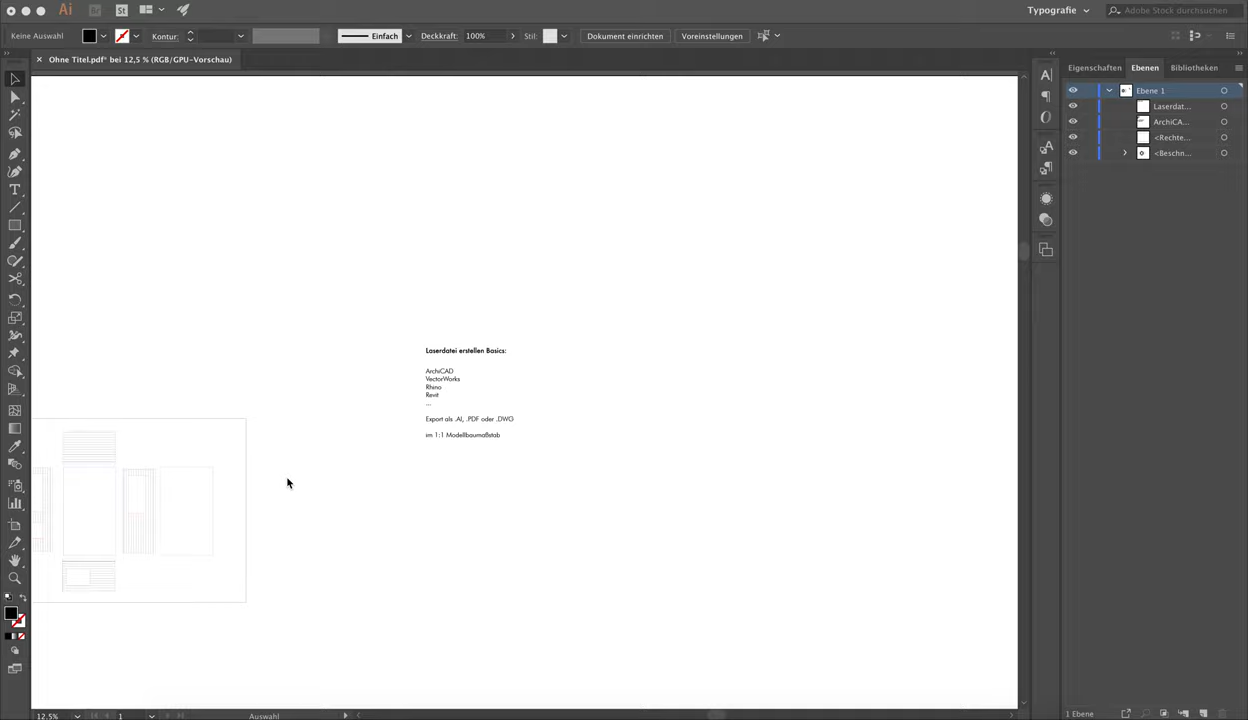 Ai
Br
St
Typografie
Adobe Stock durchsuchen
Keine Auswahl
Kontur:
Einfach
Deckkraft:
100%
Stil:
Dokument einrichten
Voreinstellungen
Ohne Titel.pdf* bei 12,5 % (RGB/GPU-Vorschau)
Eigenschaften
Ebenen
Bibliotheken
Ebene 1
Laserdat...
ArchiCA...
<Rechte...
<Beschn...
Laserdatei erstellen Basics:
ArchiCAD
VectorWorks
Rhino
Revit
...
Export als .AI, .PDF oder .DWG
im 1:1 Modellbaumaßstab
12,5%
1
Auswahl
1 Ebene